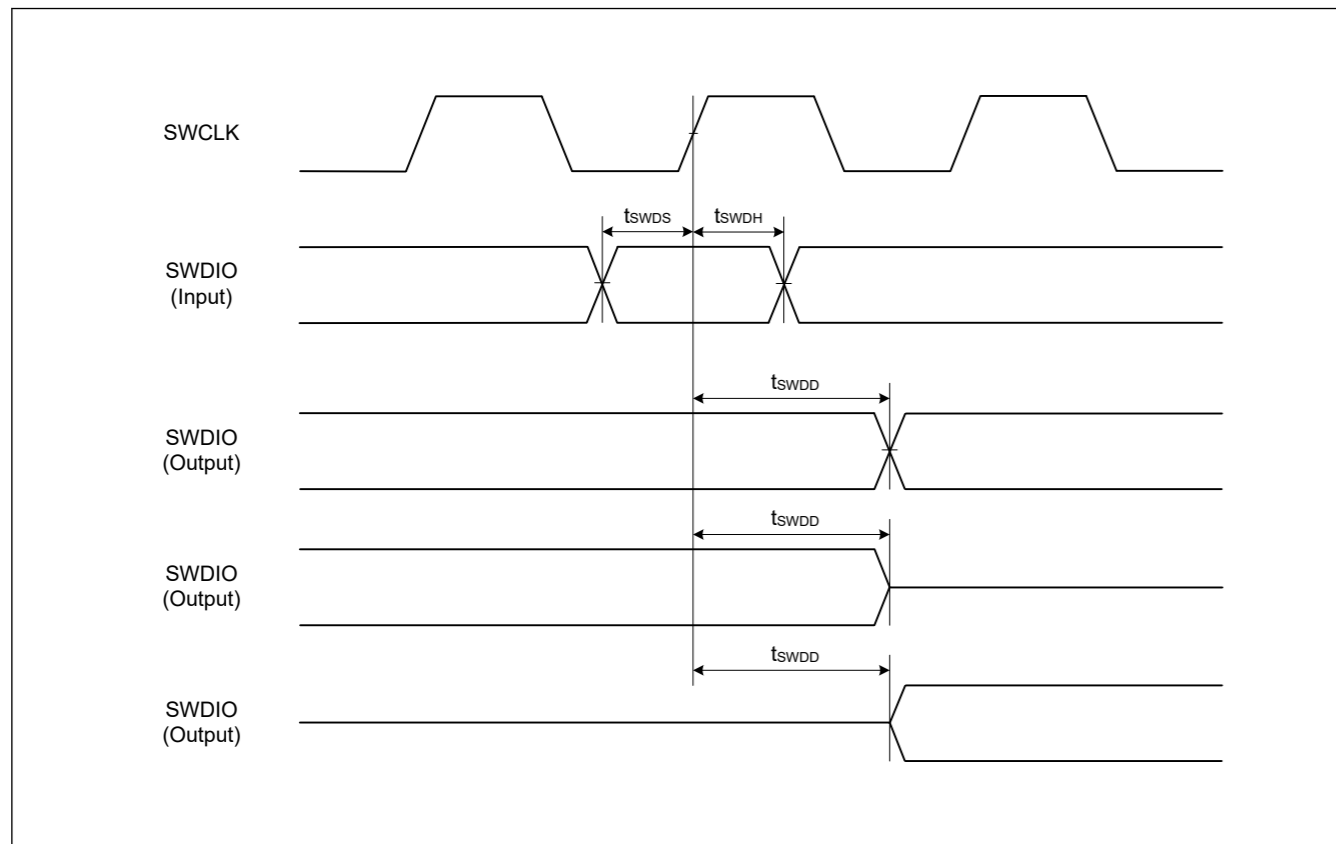 SWCLK
tSWDS
tSWDH
SWDIO
(Input)
tSWDD
SWDIO
(Output)
tSWDD
SWDIO
(Output)
tSWDD
SWDIO
(Output)